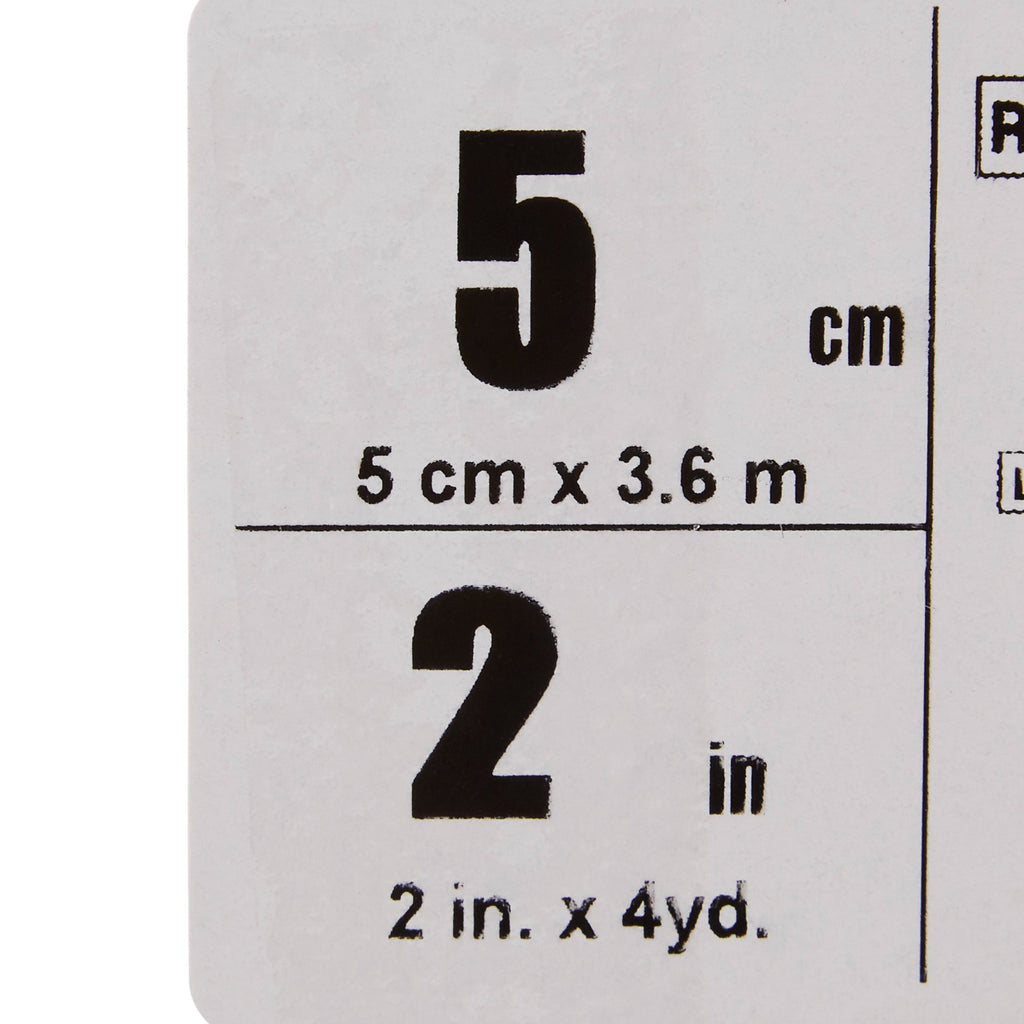 5 cm
5 cm x 3.6 m
2 in
2 in. x 4yd.